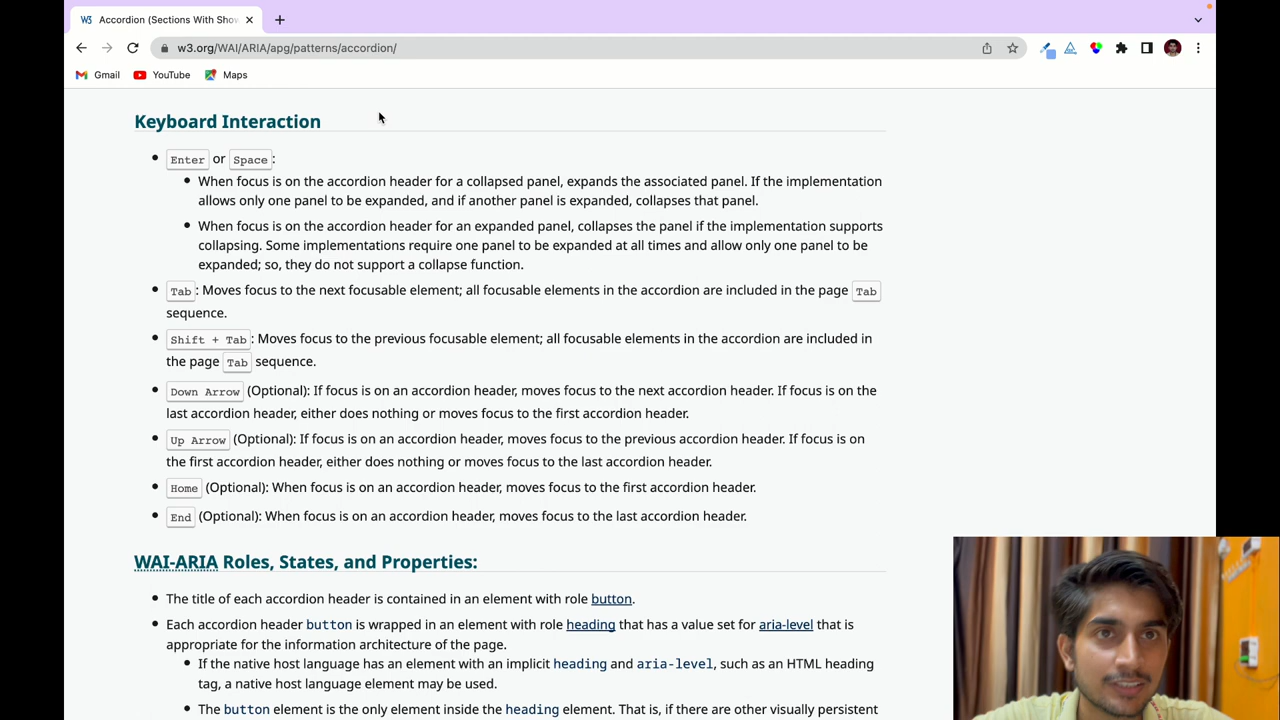 W3 Accordion (Sections With Show
w3.org/WAI/ARIA/apg/patterns/accordion/
Gmail YouTube Maps
Keyboard Interaction
Enter or Space:
When focus is on the accordion header for a collapsed panel, expands the associated panel. If the implementation
allows only one panel to be expanded, and if another panel is expanded, collapses that panel.
When focus is on the accordion header for an expanded panel, collapses the panel if the implementation supports
collapsing. Some implementations require one panel to be expanded at all times and allow only one panel to be
expanded; so, they do not support a collapse function.
Tab: Moves focus to the next focusable element; all focusable elements in the accordion are included in the page Tab
sequence.
Shift + Tab: Moves focus to the previous focusable element; all focusable elements in the accordion are included in
the page Tab sequence.
Down Arrow (Optional): If focus is on an accordion header, moves focus to the next accordion header. If focus is on the
last accordion header, either does nothing or moves focus to the first accordion header.
Up Arrow (Optional): If focus is on an accordion header, moves focus to the previous accordion header. If focus is on
the first accordion header, either does nothing or moves focus to the last accordion header.
Home (Optional): When focus is on an accordion header, moves focus to the first accordion header.
End (Optional): When focus is on an accordion header, moves focus to the last accordion header.
WAI-ARIA Roles, States, and Properties:
The title of each accordion header is contained in an element with role button.
Each accordion header button is wrapped in an element with role heading that has a value set for aria-level that is
appropriate for the information architecture of the page.
If the native host language has an element with an implicit heading and aria-level, such as an HTML heading
tag, a native host language element may be used.
The button element is the only element inside the heading element. That is, if there are other visually persistent